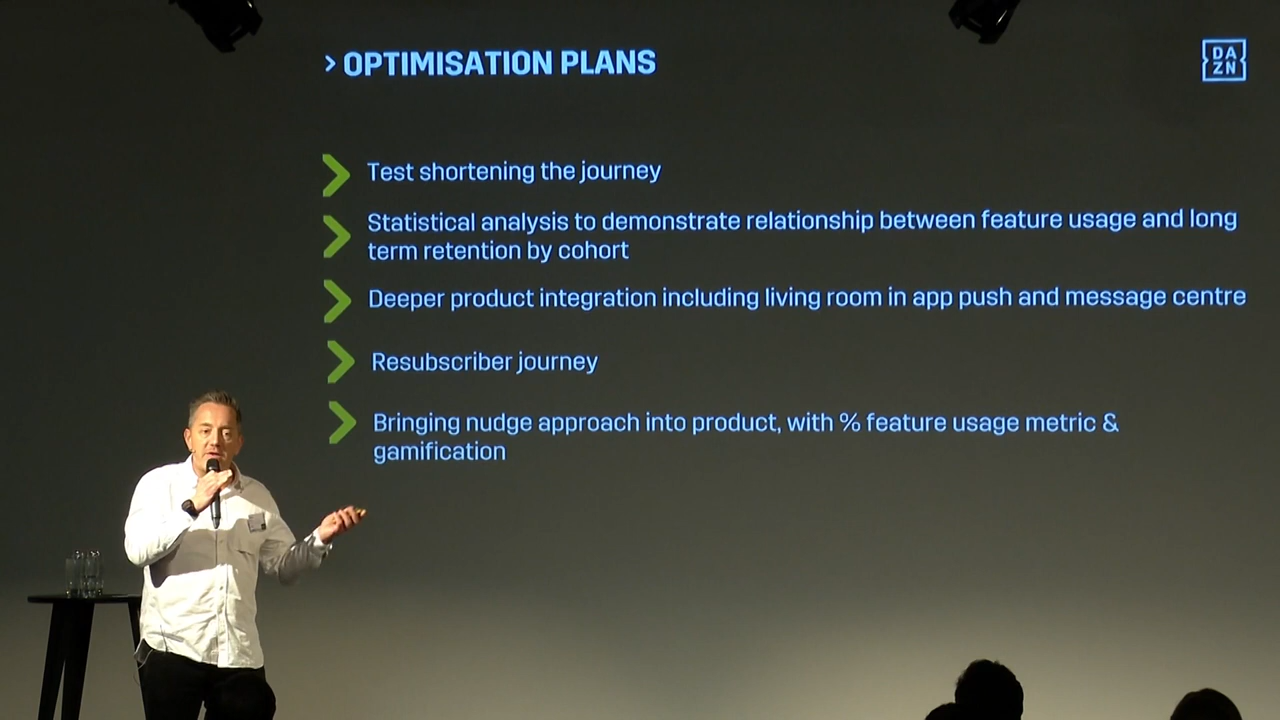 > OPTIMISATION PLANS
DA
ZN
Test shortening the journey
Statistical analysis to demonstrate relationship between feature usage and long
term retention by cohort
Deeper product integration including living room in app push and message centre
Resubscriber journey
Bringing nudge approach into product, with % feature usage metric &
gamification